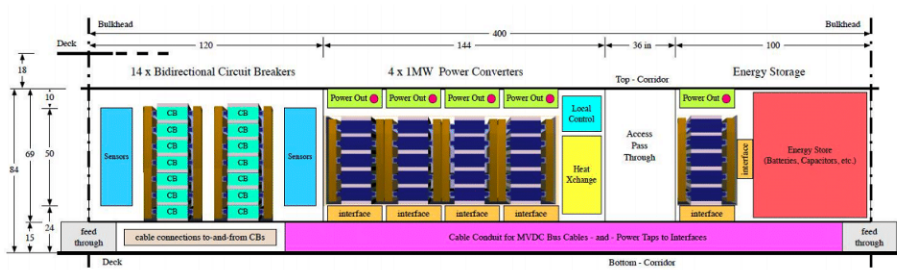 Bulkhead
Bulkhead
400
Deck
120
144
36 in
100
18
14 x Bidirectional Circuit Breakers
4 x 1MW Power Converters
Energy Storage
Top - Corridor
10
Power Out
Power Out
Power Out
Power Out
Power Out
CB
CB
CB
CB
CB
CB
CB
CB
CB
CB
CB
CB
CB
CB
Local
Control
Sensors
Sensors
84
69
50
Access
Pass
Through
Heat
Xchange
interface
Energy Store
(Batteries, Capacitors, etc.)
interface
interface
interface
interface
interface
24
15
feed
through
cable connections to-and-from CBs
Cable Conduit for MVDC Bus Cables - and - Power Taps to Interfaces
feed
through
Deck
Bottom - Corridor